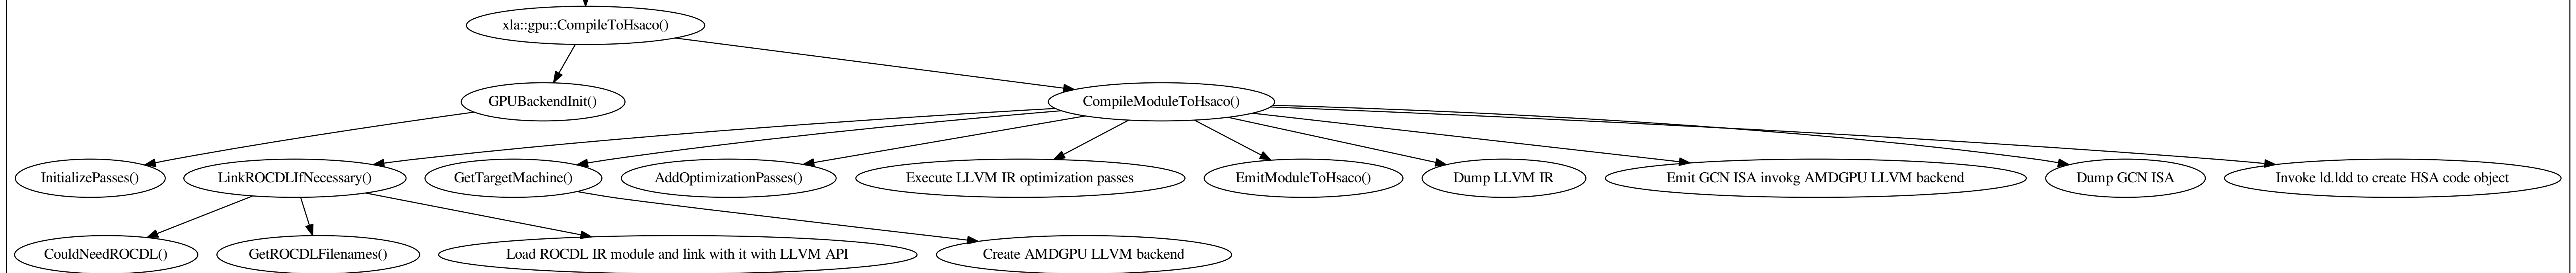 xla::gpu::CompileToHsaco()
GPUBackendInit()
CompileModuleToHsaco()
InitializePasses()
LinkROCDLIfNecessary()
GetTargetMachine()
AddOptimizationPasses()
Execute LLVM IR optimization passes
EmitModuleToHsaco()
Dump LLVM IR
Emit GCN ISA invokg AMDGPU LLVM backend
Dump GCN ISA
Invoke ld.ldd to create HSA code object
CouldNeedROCDL()
GetROCDLFilenames()
Load ROCDL IR module and link with it with LLVM API
Create AMDGPU LLVM backend